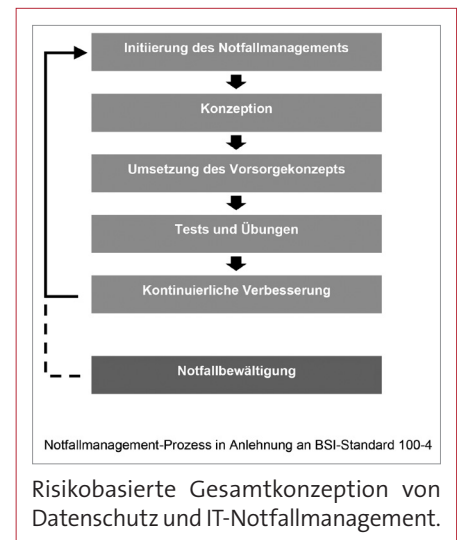 Initiierung des Notfallmanagements
Konzeption
Umsetzung des Vorsorgekonzepts
Tests und Übungen
Kontinuierliche Verbesserung
Notfallbewältigung
Notfallmanagement-Prozess in Anlehnung an BSI-Standard 100-4
Risikobasierte Gesamtkonzeption von
Datenschutz und IT-Notfallmanagement.